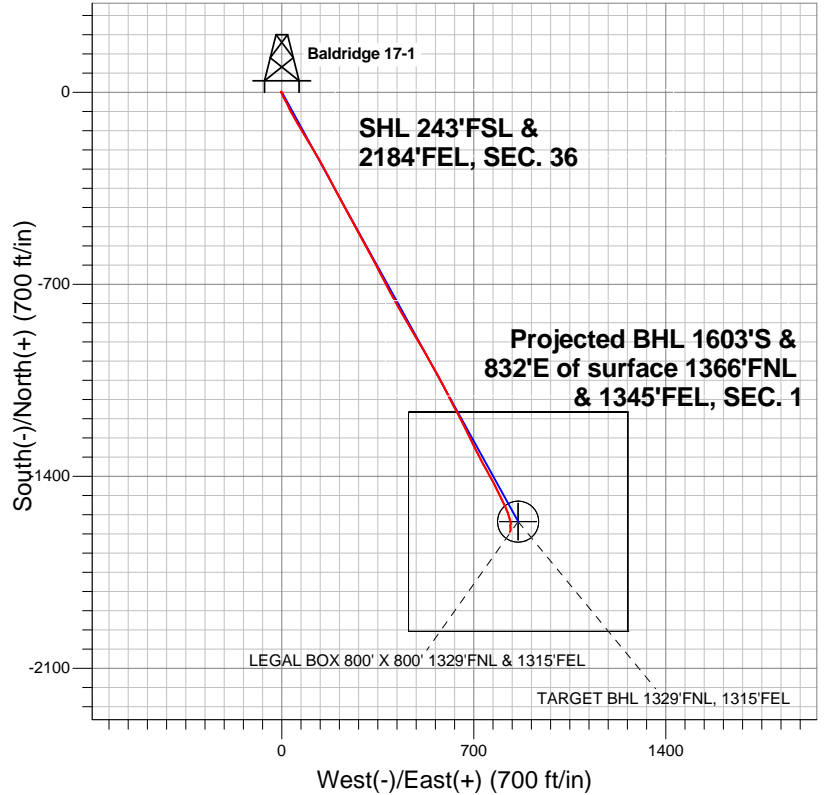 Baldridge 17-1
0
SHL 243'FSL &
2184'FEL, SEC. 36
South(-)/North(+) (700 ft/in)
-700
Projected BHL 1603'S &
832'E of surface 1366'FNL
& 1345'FEL, SEC. 1
-1400
-2100
LEGAL BOX 800' X 800' 1329'FNL & 1315'FEL
TARGET BHL 1329'FNL, 1315'FEL
0
700
1400
West(-)/East(+) (700 ft/in)